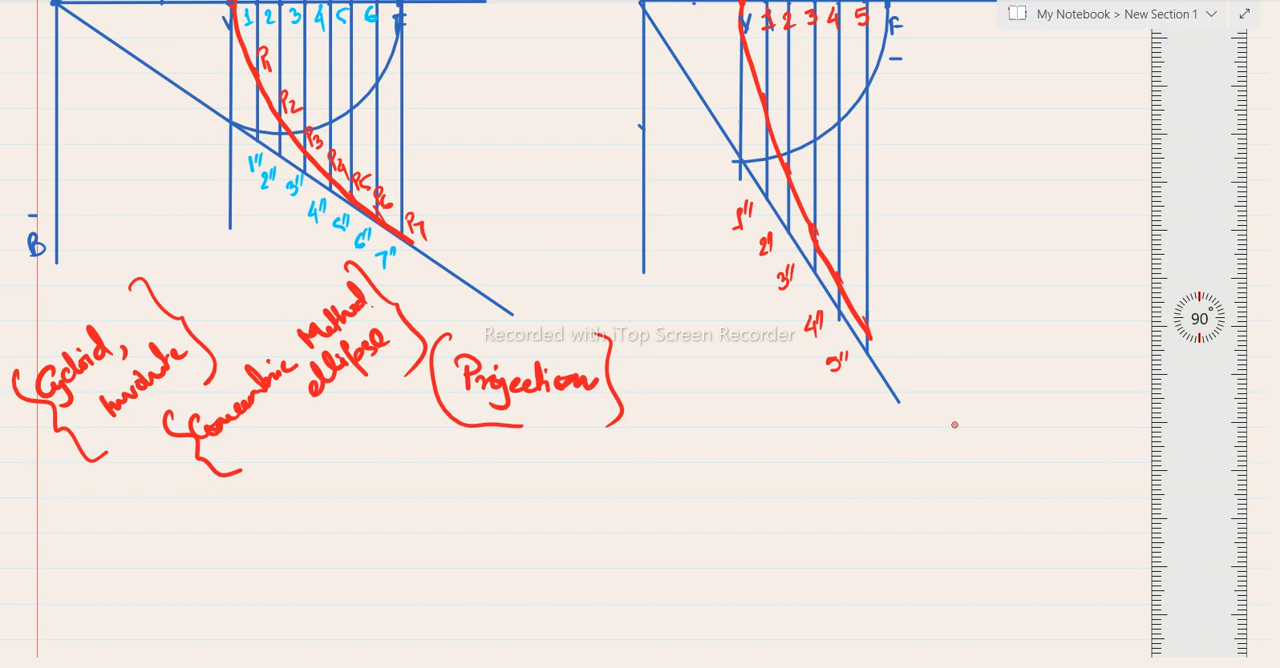 My Notebook > New Section 1
V 1 2 3 4 5 6 F
V 1 2 3 4 5 F
P1
P2
P3
P4
P5
P6
P7
1" 2" 3" 4" 5" 6" 7"
1" 2" 3" 4" 5"
B
90°
Recorded with iTop Screen Recorder
Cycloid,
Involute
Concentric Method
ellipse
Projection